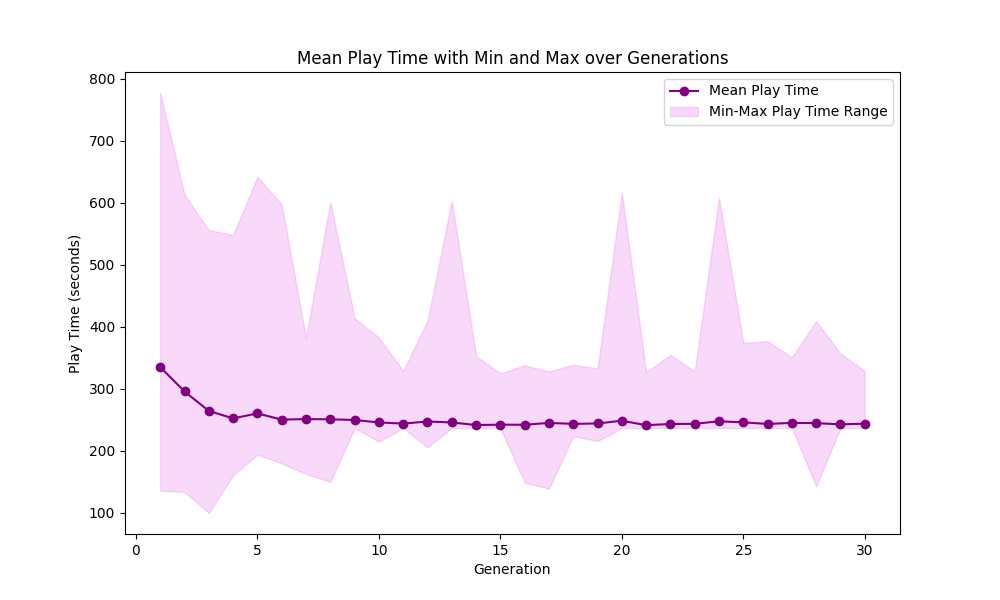 Mean Play Time with Min and Max over Generations
Mean Play Time
Min-Max Play Time Range
Play Time (seconds)
800
700
600
500
400
300
200
100
0 5 10 15 20 25 30
Generation